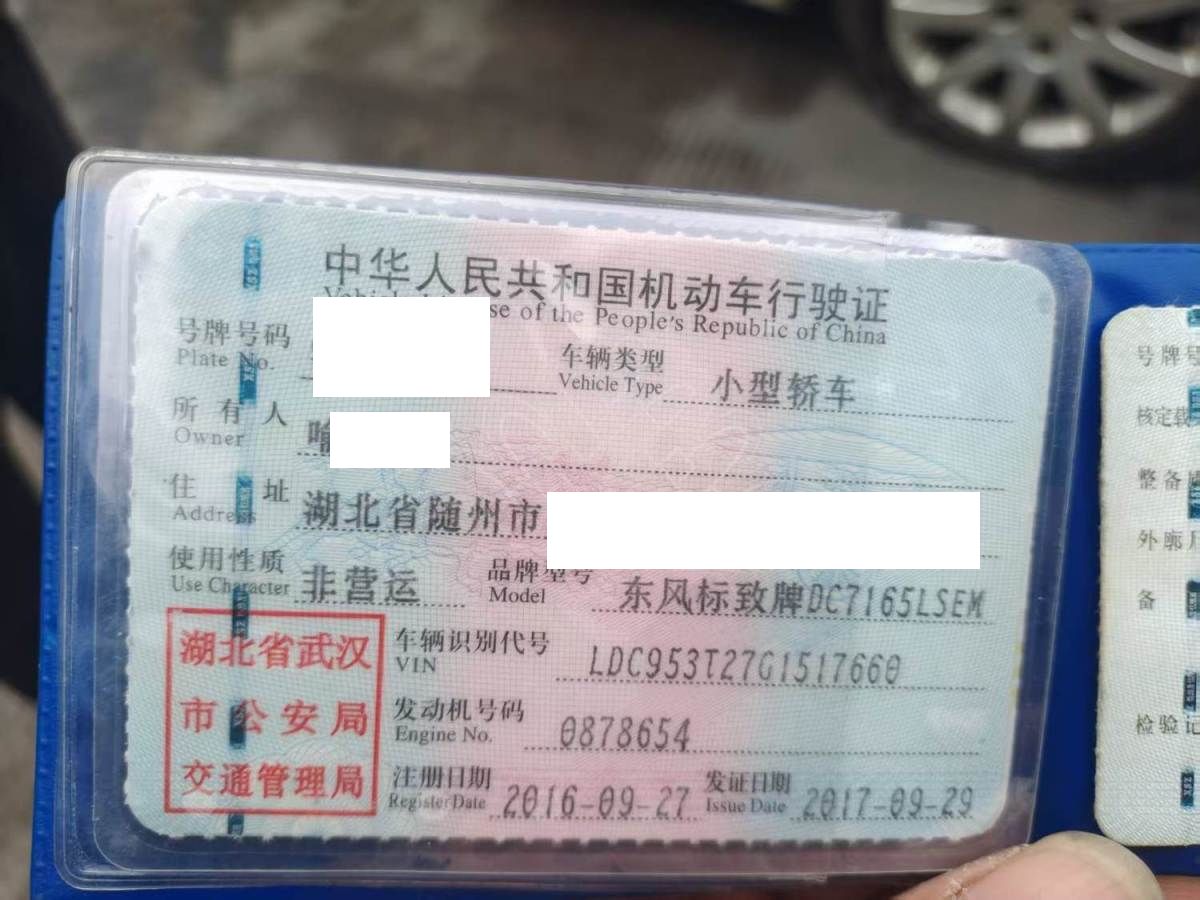 中华人民共和国机动车行驶证
se of the People's Republic of China
号牌号码
Plate No.
车辆类型
Vehicle Type
小型轿车
所有人
Owner
住址
Address
湖北省随州市
使用性质
Use Character
非营运
品牌型号
Model
东风标致牌DC7165LSEM
湖北省武汉
市公安局
交通管理局
车辆识别代号
VIN
LDC953T27G1517660
发动机号码
Engine No.
0878654
注册日期
Register Date
2016-09-27
发证日期
Issue Date
2017-09-29
号牌号
核定载
整备
外廓
备
检验记